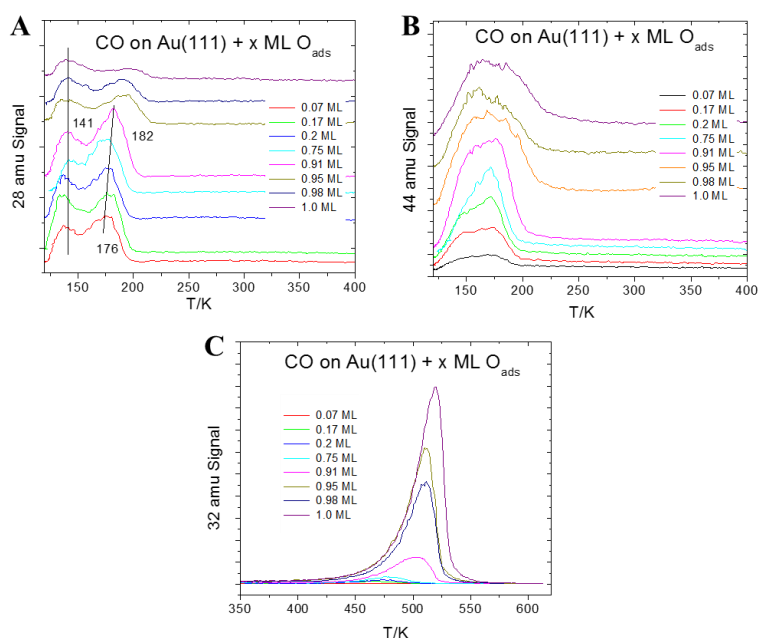 A
CO on Au(111) + x ML Oads
28 amu Signal
141
182
176
0.07 ML
0.17 ML
0.2 ML
0.75 ML
0.91 ML
0.95 ML
0.98 ML
1.0 ML
150 200 250 300 350 400
T/K
B
CO on Au(111) + x ML Oads
44 amu Signal
0.07 ML
0.17 ML
0.2 ML
0.75 ML
0.91 ML
0.95 ML
0.98 ML
1.0 ML
150 200 250 300 350 400
T/K
C
CO on Au(111) + x ML Oads
32 amu Signal
0.07 ML
0.17 ML
0.2 ML
0.75 ML
0.91 ML
0.95 ML
0.98 ML
1.0 ML
350 400 450 500 550 600
T/K